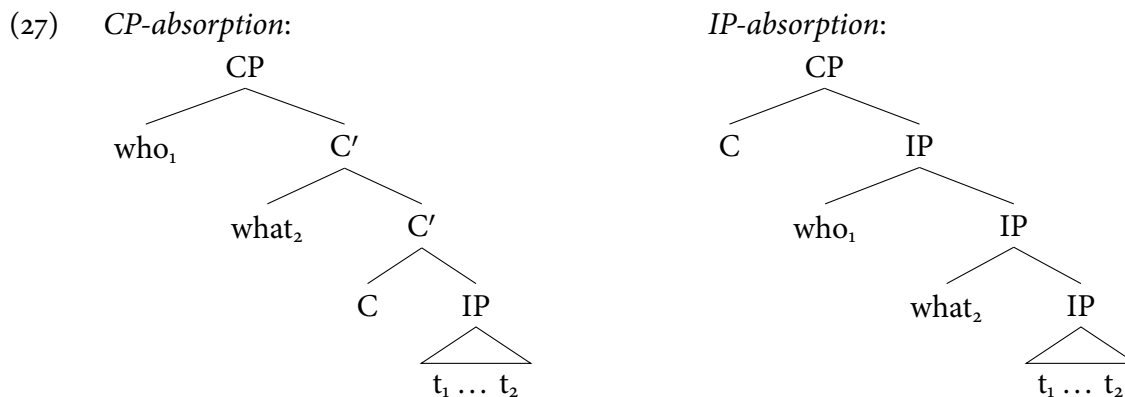 (27) CP-absorption: IP-absorption:
CP CP
who₁ C′ C IP
what₂ C′ who₁ IP
C IP what₂ IP
t₁ … t₂ t₁ … t₂